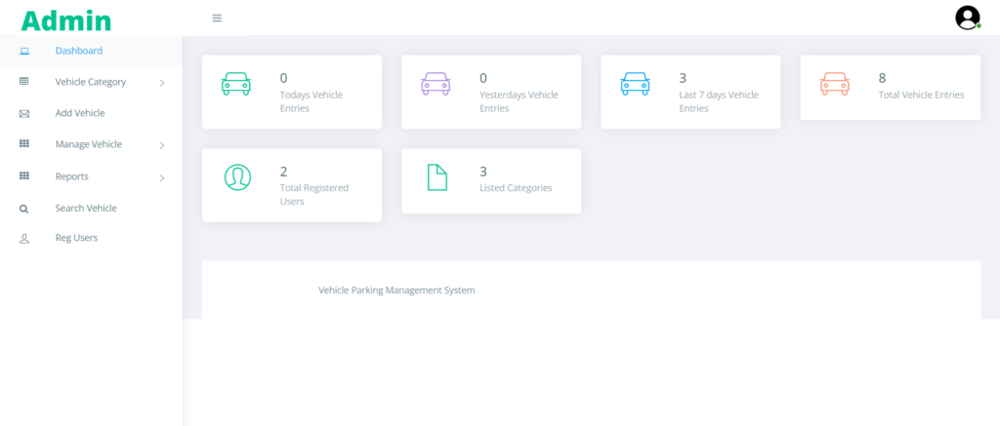 Admin
Dashboard
Vehicle Category
Add Vehicle
Manage Vehicle
Reports
Search Vehicle
Reg Users
0
Todays Vehicle
Entries
0
Yesterdays Vehicle
Entries
3
Last 7 days Vehicle
Entries
8
Total Vehicle Entries
2
Total Registered
Users
3
Listed Categories
Vehicle Parking Management System